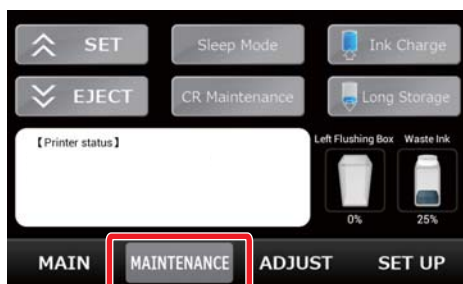 SET Sleep Mode Ink Charge
EJECT CR Maintenance Long Storage
【Printer status】 Left Flushing Box Waste Ink
0% 25%
MAIN MAINTENANCE ADJUST SET UP